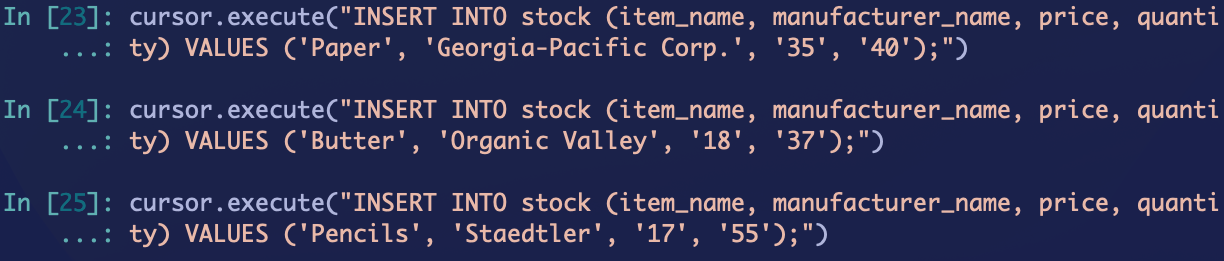 In [23]: cursor.execute("INSERT INTO stock (item_name, manufacturer_name, price, quanti
...: ty) VALUES ('Paper', 'Georgia-Pacific Corp.', '35', '40');")
In [24]: cursor.execute("INSERT INTO stock (item_name, manufacturer_name, price, quanti
...: ty) VALUES ('Butter', 'Organic Valley', '18', '37');")
In [25]: cursor.execute("INSERT INTO stock (item_name, manufacturer_name, price, quanti
...: ty) VALUES ('Pencils', 'Staedtler', '17', '55');")